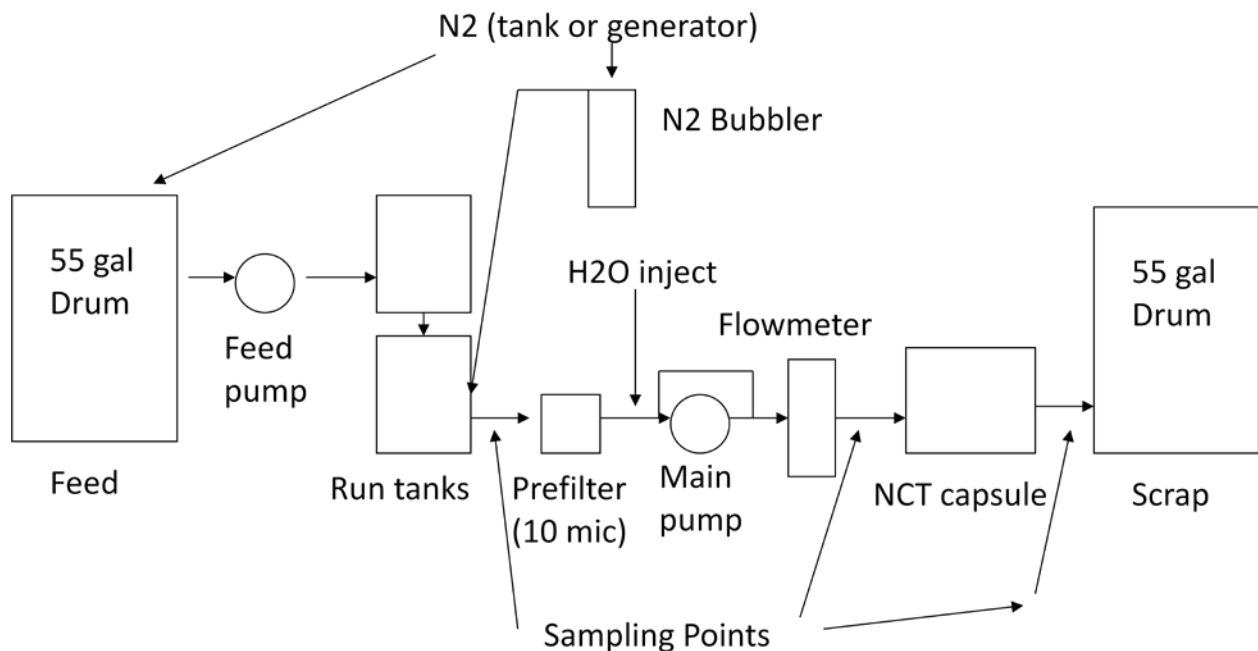 N2 (tank or generator)
N2 Bubbler
55 gal
Drum
H2O inject
55 gal
Drum
Flowmeter
Feed
pump
Feed
Run tanks
Prefilter
(10 mic)
Main
pump
NCT capsule
Scrap
Sampling Points